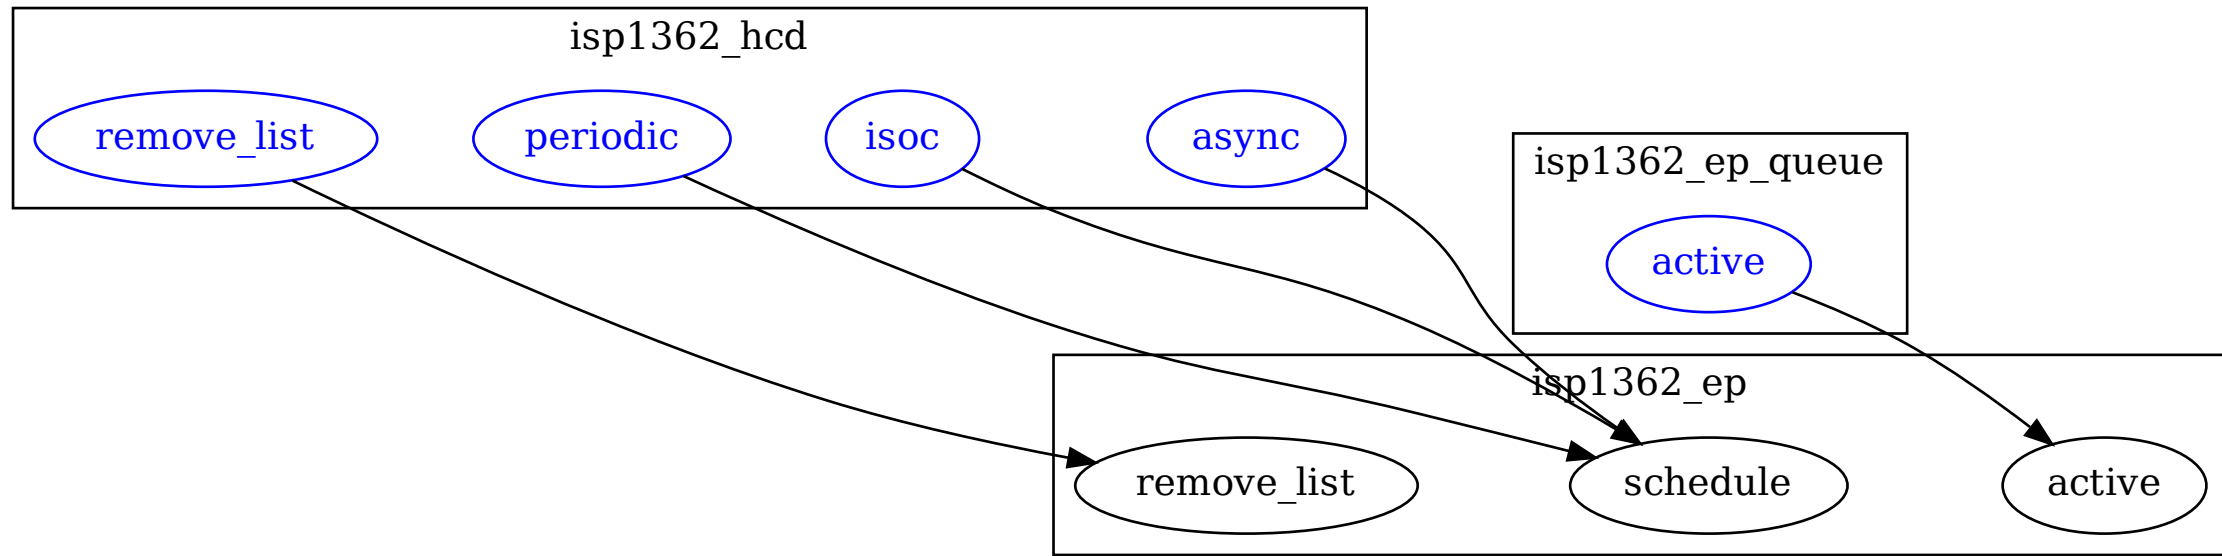 isp1362_hcd
remove_list
periodic
isoc
async
isp1362_ep_queue
active
isp1362_ep
remove_list
schedule
active